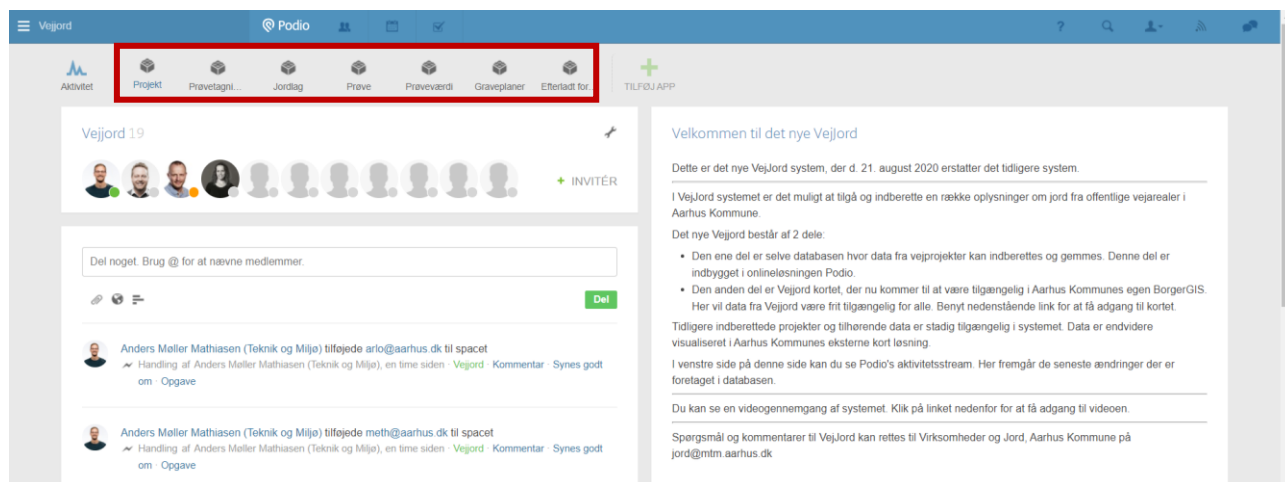 Vejjord
Podio
?
Aktivitet
Projekt
Prøvetagni...
Jordlag
Prøve
Prøveværdi
Graveplaner
Efterladt for...
TILFØJ APP
Vejjord 19
+ INVITÉR
Del noget. Brug @ for at nævne medlemmer.
Del
Anders Møller Mathiasen (Teknik og Miljø) tilføjede arlo@aarhus.dk til spacet
Handling af Anders Møller Mathiasen (Teknik og Miljø), en time siden · Vejjord · Kommentar · Synes godt
om · Opgave
Anders Møller Mathiasen (Teknik og Miljø) tilføjede meth@aarhus.dk til spacet
Handling af Anders Møller Mathiasen (Teknik og Miljø), en time siden · Vejjord · Kommentar · Synes godt
om · Opgave
Velkommen til det nye VejJord
Dette er det nye VejJord system, der d. 21. august 2020 erstatter det tidligere system.
I VejJord systemet er det muligt at tilgå og indberette en række oplysninger om jord fra offentlige vejarealer i
Aarhus Kommune.
Det nye Vejjord består af 2 dele:
• Den ene del er selve databasen hvor data fra vejprojekter kan indberettes og gemmes. Denne del er
indbygget i onlineløsningen Podio.
• Den anden del er Vejjord kortet, der nu kommer til at være tilgængelig i Aarhus Kommunes egen BorgerGIS.
Her vil data fra Vejjord være frit tilgængelig for alle. Benyt nedenstående link for at få adgang til kortet.
Tidligere indberettede projekter og tilhørende data er stadig tilgængelig i systemet. Data er endvidere
visualiseret i Aarhus Kommunes eksterne kort løsning.
I venstre side på denne side kan du se Podio's aktivitetsstream. Her fremgår de seneste ændringer der er
foretaget i databasen.
Du kan se en videogennemgang af systemet. Klik på linket nedenfor for at få adgang til videoen.
Spørgsmål og kommentarer til VejJord kan rettes til Virksomheder og Jord, Aarhus Kommune på
jord@mtm.aarhus.dk